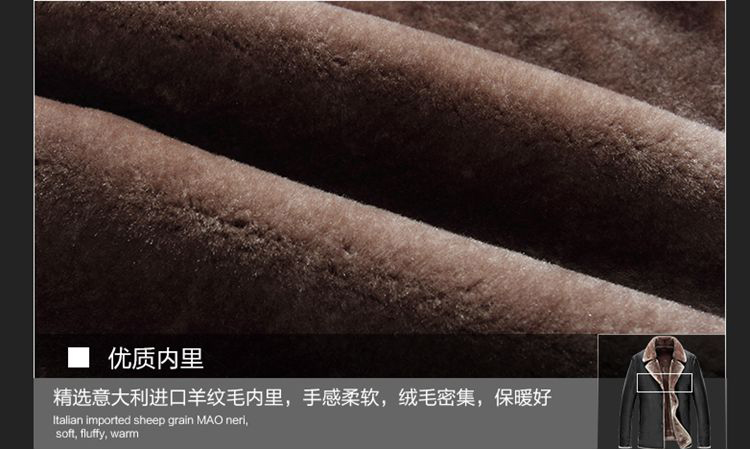 优质内里
精选意大利进口羊纹毛内里，手感柔软，绒毛密集，保暖好
Italian imported sheep grain MAO neri,
soft, fluffy, warm